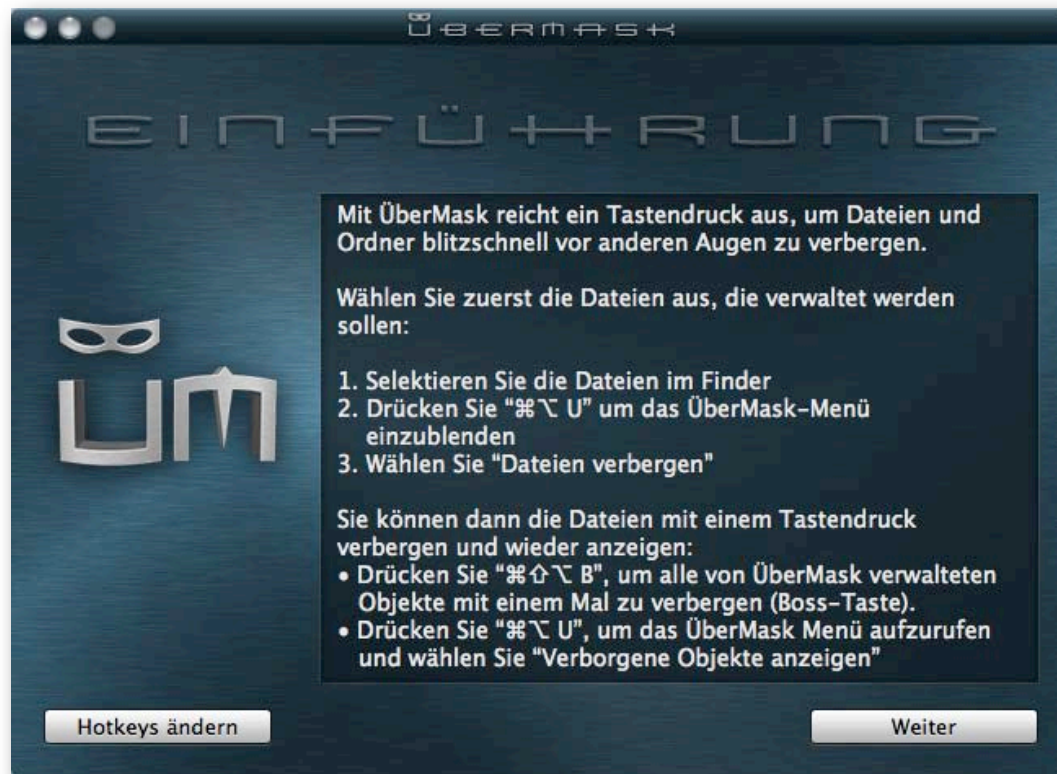 ÜBERMASK
EINFÜHRUNG
Mit ÜberMask reicht ein Tastendruck aus, um Dateien und
Ordner blitzschnell vor anderen Augen zu verbergen.
Wählen Sie zuerst die Dateien aus, die verwaltet werden
sollen:
1. Selektieren Sie die Dateien im Finder
2. Drücken Sie “⌘⌥ U” um das ÜberMask-Menü
einzublenden
3. Wählen Sie “Dateien verbergen”
Sie können dann die Dateien mit einem Tastendruck
verbergen und wieder anzeigen:
• Drücken Sie “⌘⇧⌥ B”, um alle von ÜberMask verwalteten
Objekte mit einem Mal zu verbergen (Boss-Taste).
• Drücken Sie “⌘⌥ U”, um das ÜberMask Menü aufzurufen
und wählen Sie “Verborgene Objekte anzeigen”
ÜM
Hotkeys ändern
Weiter